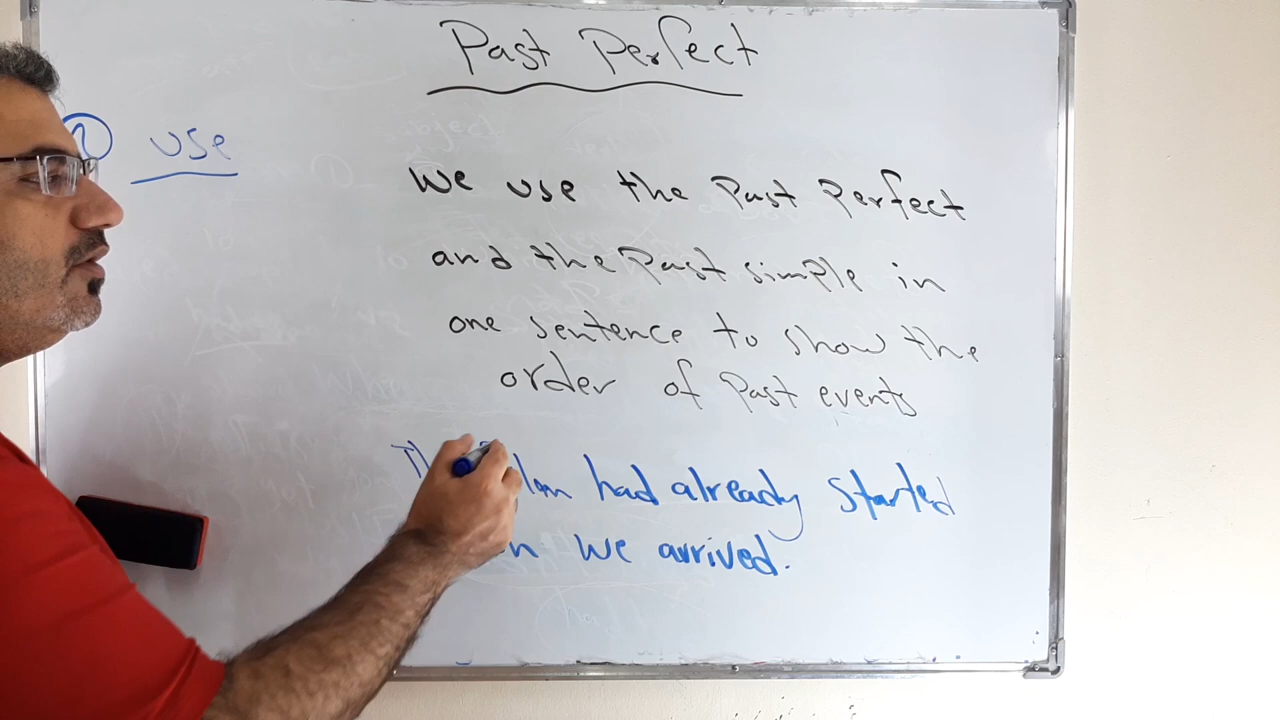 Past Perfect
use
We use the Past Perfect
and the Past simple in
one sentence to show the
order of Past events
had already started
we arrived.